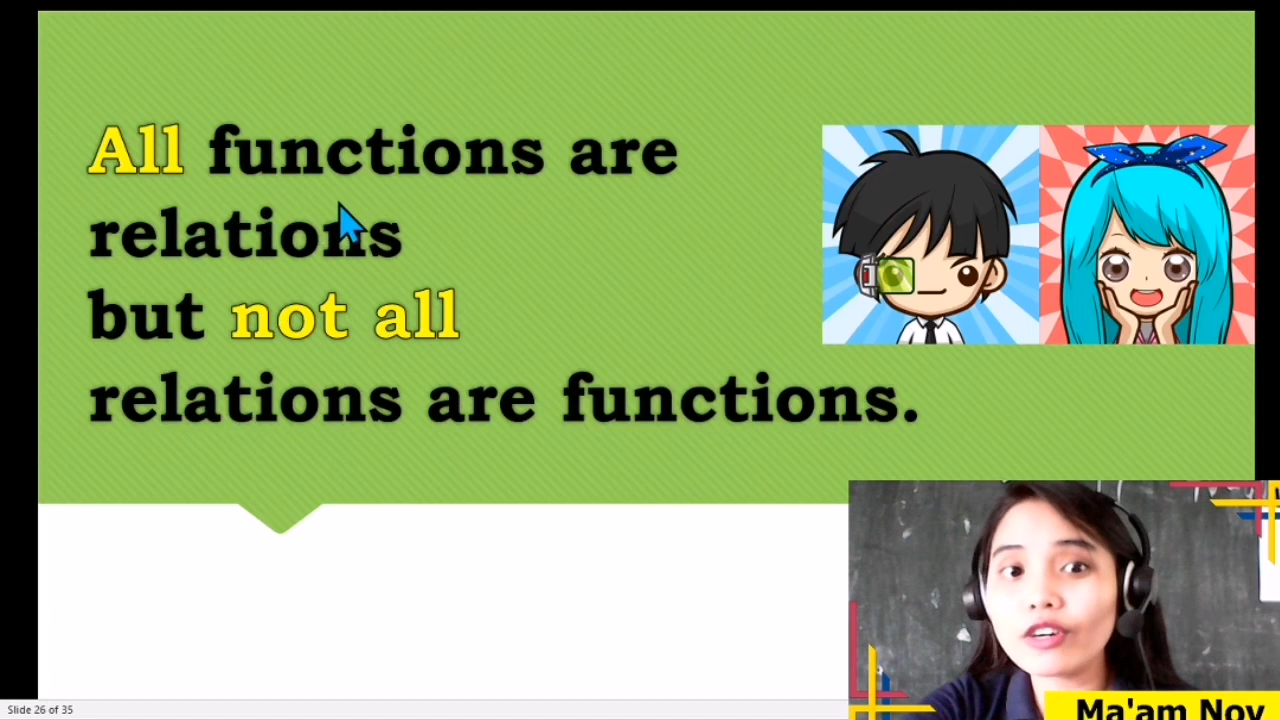 All functions are
relations
but not all
relations are functions.
Ma'am Nov
Slide 26 of 35